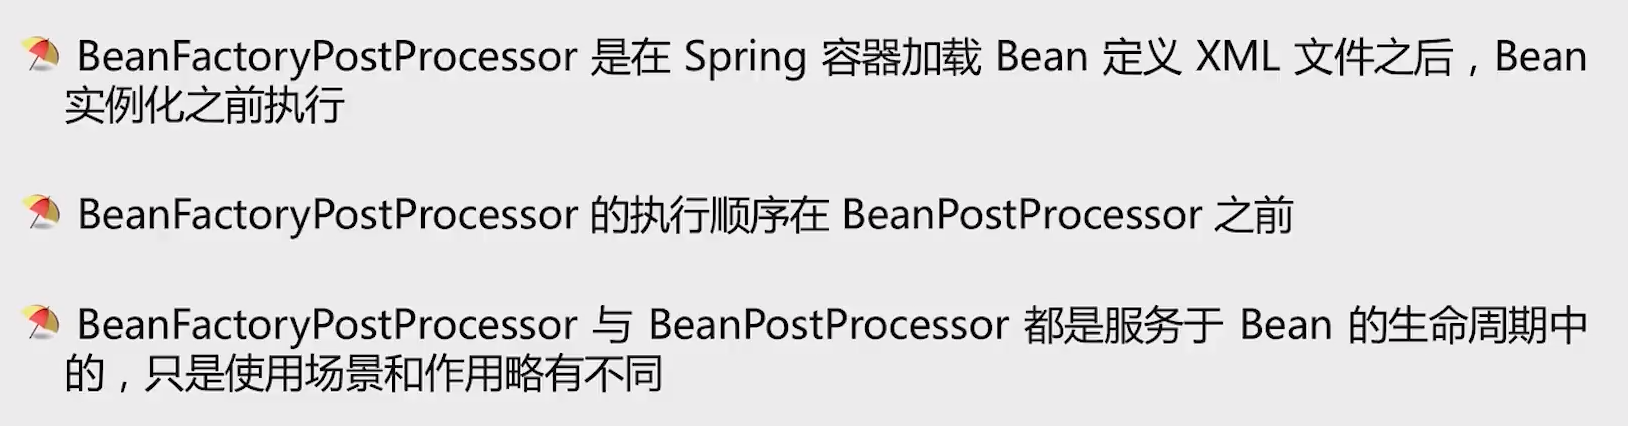 BeanFactoryPostProcessor 是在 Spring 容器加载 Bean 定义 XML 文件之后，Bean
实例化之前执行
BeanFactoryPostProcessor 的执行顺序在 BeanPostProcessor 之前
BeanFactoryPostProcessor 与 BeanPostProcessor 都是服务于 Bean 的生命周期中
的，只是使用场景和作用略有不同